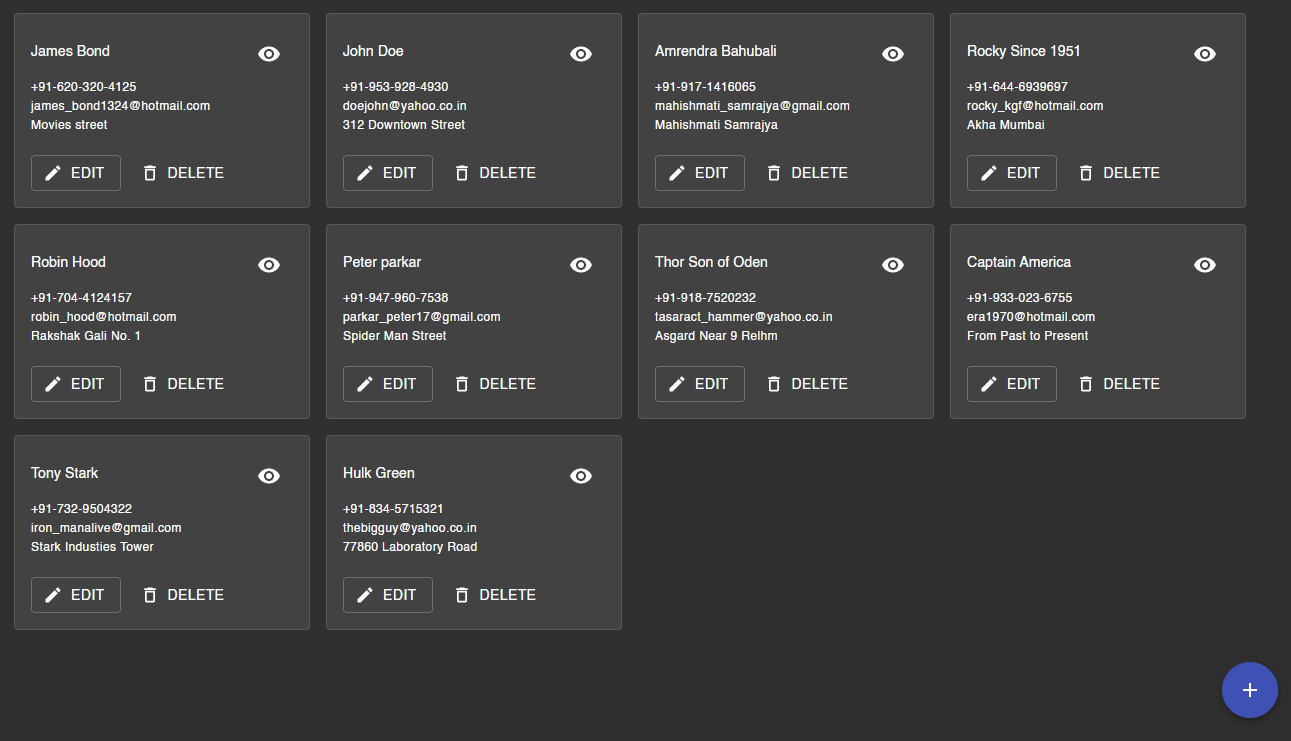 James Bond
+91-620-320-4125
james_bond1324@hotmail.com
Movies street
EDIT DELETE
John Doe
+91-953-928-4930
doejohn@yahoo.co.in
312 Downtown Street
EDIT DELETE
Amrendra Bahubali
+91-917-1416065
mahishmati_samrajya@gmail.com
Mahishmati Samrajya
EDIT DELETE
Rocky Since 1951
+91-644-6939697
rocky_kgf@hotmail.com
Akha Mumbai
EDIT DELETE
Robin Hood
+91-704-4124157
robin_hood@hotmail.com
Rakshak Gali No. 1
EDIT DELETE
Peter parkar
+91-947-960-7538
parkar_peter17@gmail.com
Spider Man Street
EDIT DELETE
Thor Son of Oden
+91-918-7520232
tasaract_hammer@yahoo.co.in
Asgard Near 9 Relhm
EDIT DELETE
Captain America
+91-933-023-6755
era1970@hotmail.com
From Past to Present
EDIT DELETE
Tony Stark
+91-732-9504322
iron_manalive@gmail.com
Stark Industies Tower
EDIT DELETE
Hulk Green
+91-834-5715321
thebigguy@yahoo.co.in
77860 Laboratory Road
EDIT DELETE